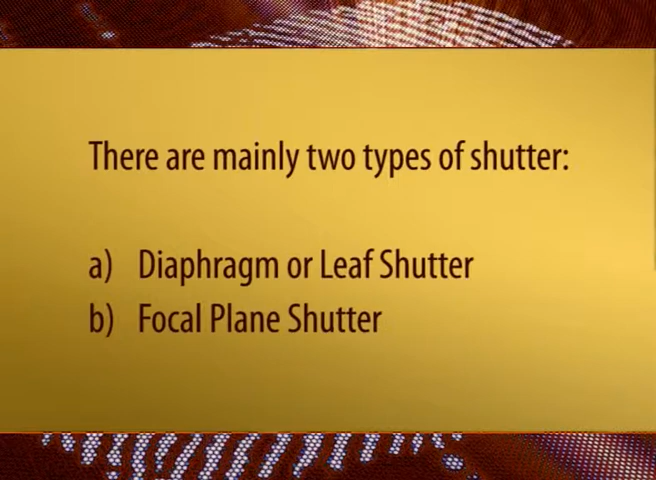 There are mainly two types of shutter:
a) Diaphragm or Leaf Shutter
b) Focal Plane Shutter